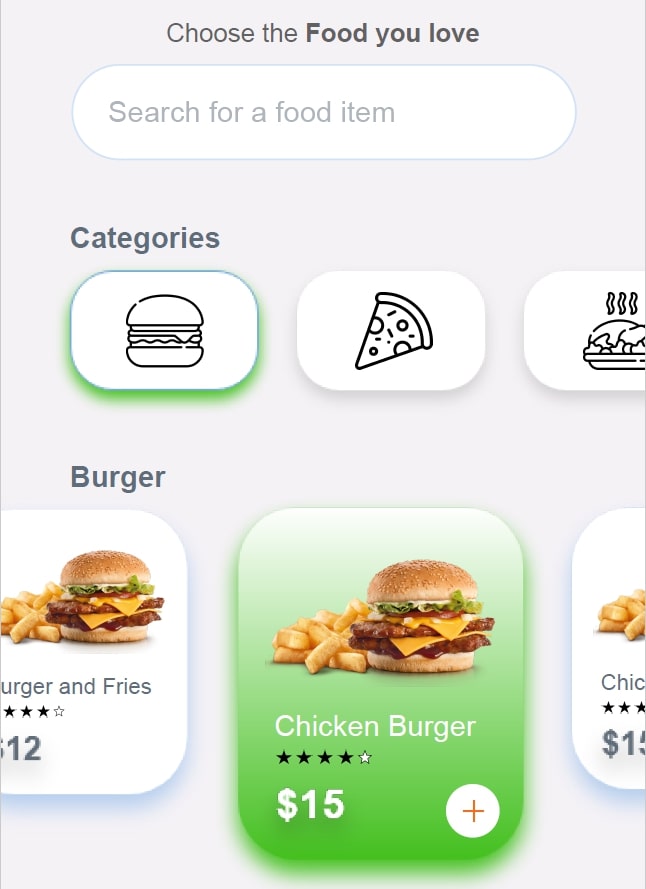 Choose the Food you love
Search for a food item
Categories
Burger
urger and Fries
$12
Chicken Burger
$15
Chic
$15